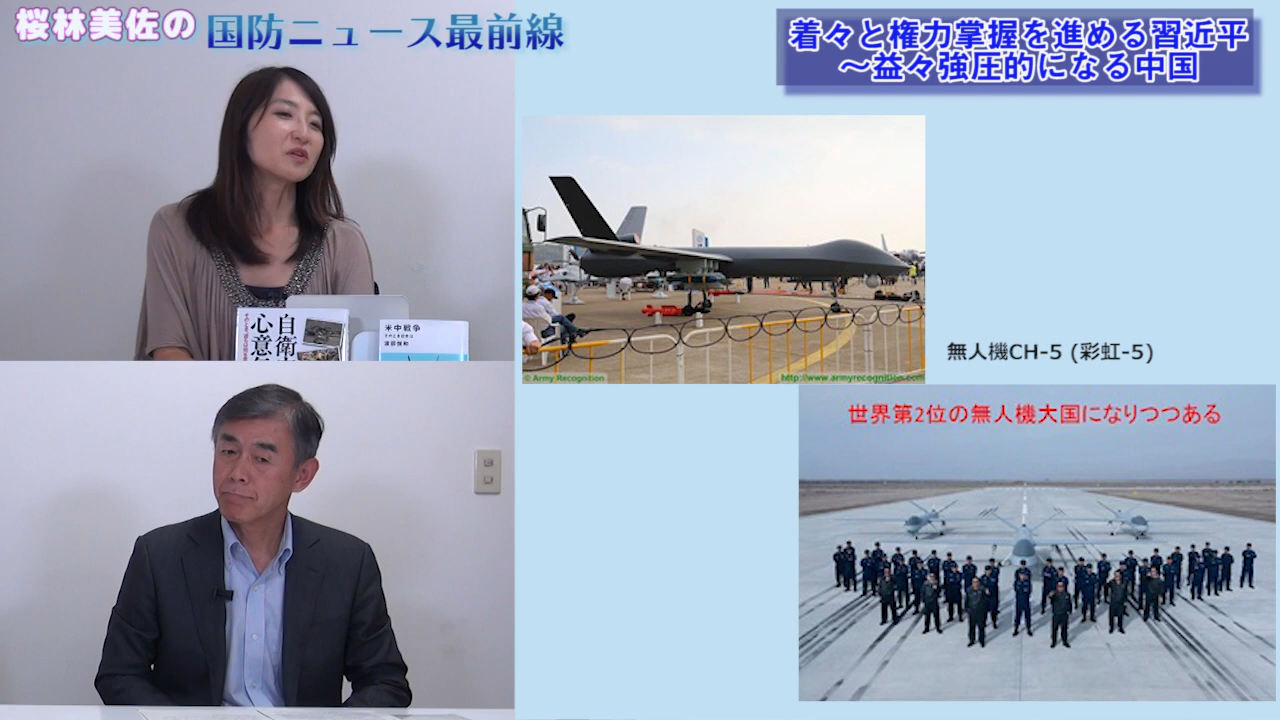 桜林美佐の
国防ニュース最前線
着々と権力掌握を進める習近平
～益々強圧的になる中国
© Army Recognition
http://www.armyrecognition.com
無人機CH-5 (彩虹-5)
世界第2位の無人機大国になりつつある
自衛
心意
米中戦争
渡部悦和